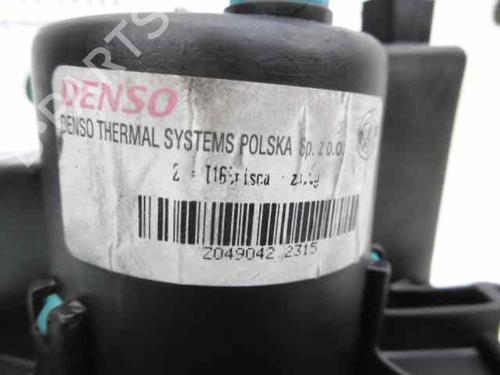 DENSO
DENSO THERMAL SYSTEMS POLSKA Sp. z o.o.
Z049042 2315